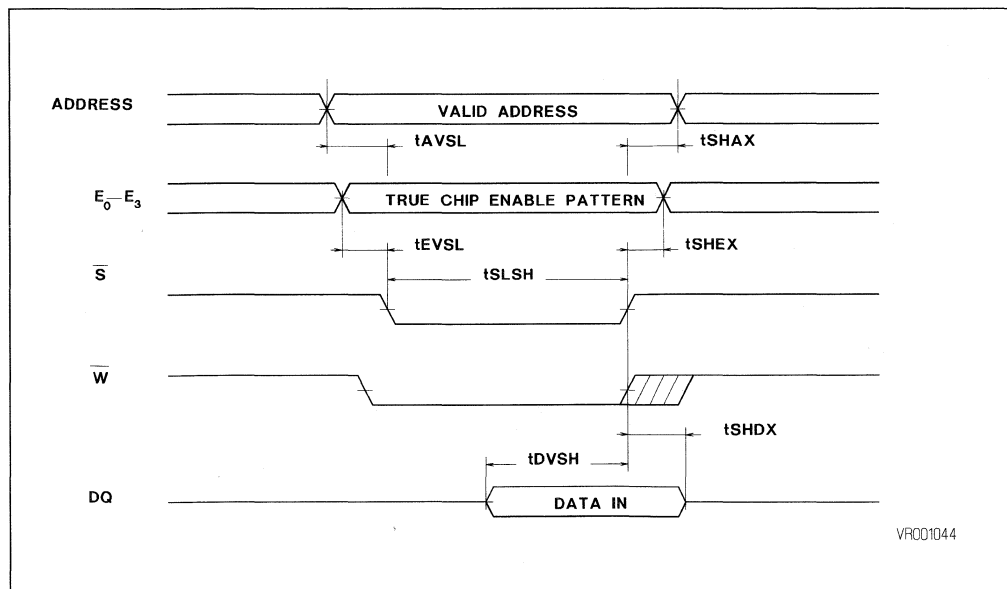 ADDRESS
VALID ADDRESS
tAVSL
tSHAX
E₀—E₃
TRUE CHIP ENABLE PATTERN
tEVSL
tSHEX
S̅
tSLSH
W̅
tSHDX
tDVSH
DQ
DATA IN
VR001044